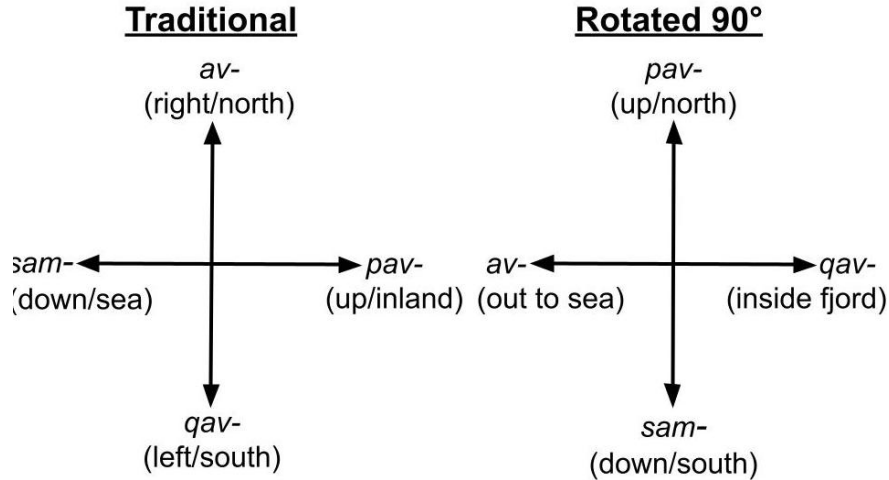 Traditional
av-
(right/north)
sam-
(down/sea)
pav-
(up/inland)
qav-
(left/south)
Rotated 90°
pav-
(up/north)
av-
(out to sea)
qav-
(inside fjord)
sam-
(down/south)